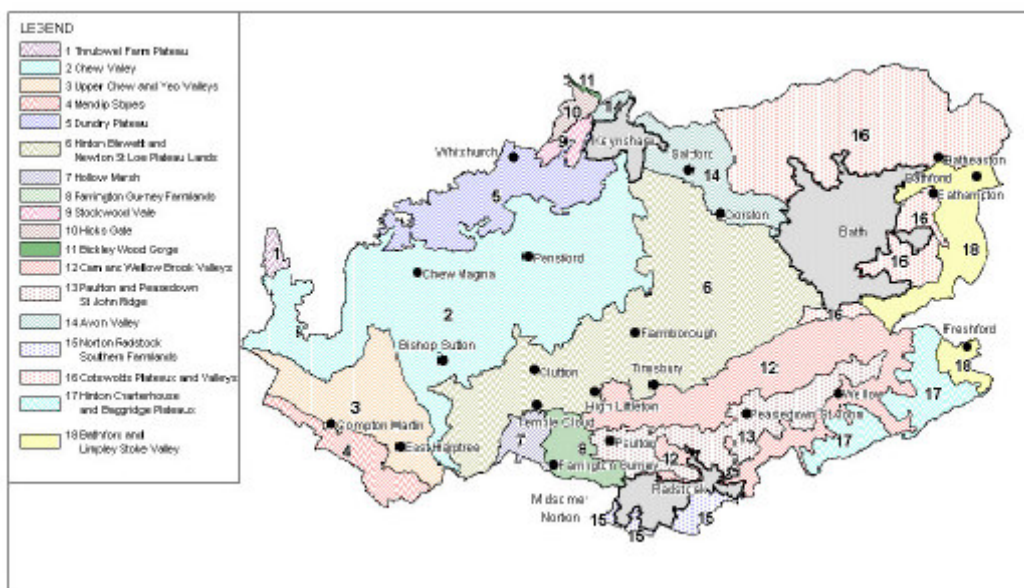 LEGEND
1 Thrubwell Farm Plateau
2 Chew Valley
3 Upper Chew and Yeo Valleys
4 Mendip Slopes
5 Dundry Plateau
6 Hinton Blewett and
Newton St Loe Plateau Lands
7 Hollow Marsh
8 Farrington Gurney Farmlands
9 Stockwood Vale
10 Hicks Gate
11 Bickley Wood Gorge
12 Cam and Wellow Brook Valleys
13 Paulton and Peasedown
St John Ridge
14 Avon Valley
15 Norton Radstock
Southern Farmlands
16 Cotswolds Plateaux and Valleys
17 Hinton Charterhouse
and Baggridge Plateaux
18 Bathford and
Limpley Stoke Valley
11
10
14
9
Keynsham
16
Whitchurch
Saltford
14
Batheaston
Bathford
Bathampton
5
Corston
16
Bath
1
Pensford
16
18
Chew Magna
6
2
16
Farmborough
Freshford
Bishop Sutton
Clutton
Timsbury
12
18
17
High Littleton
Wellow
3
Temple Cloud
Peasedown St John
Compton Martin
7
13
17
East Harptree
Paulton
4
8
12
Farrington Gurney
Radstock
Midsomer
Norton
15
15
15